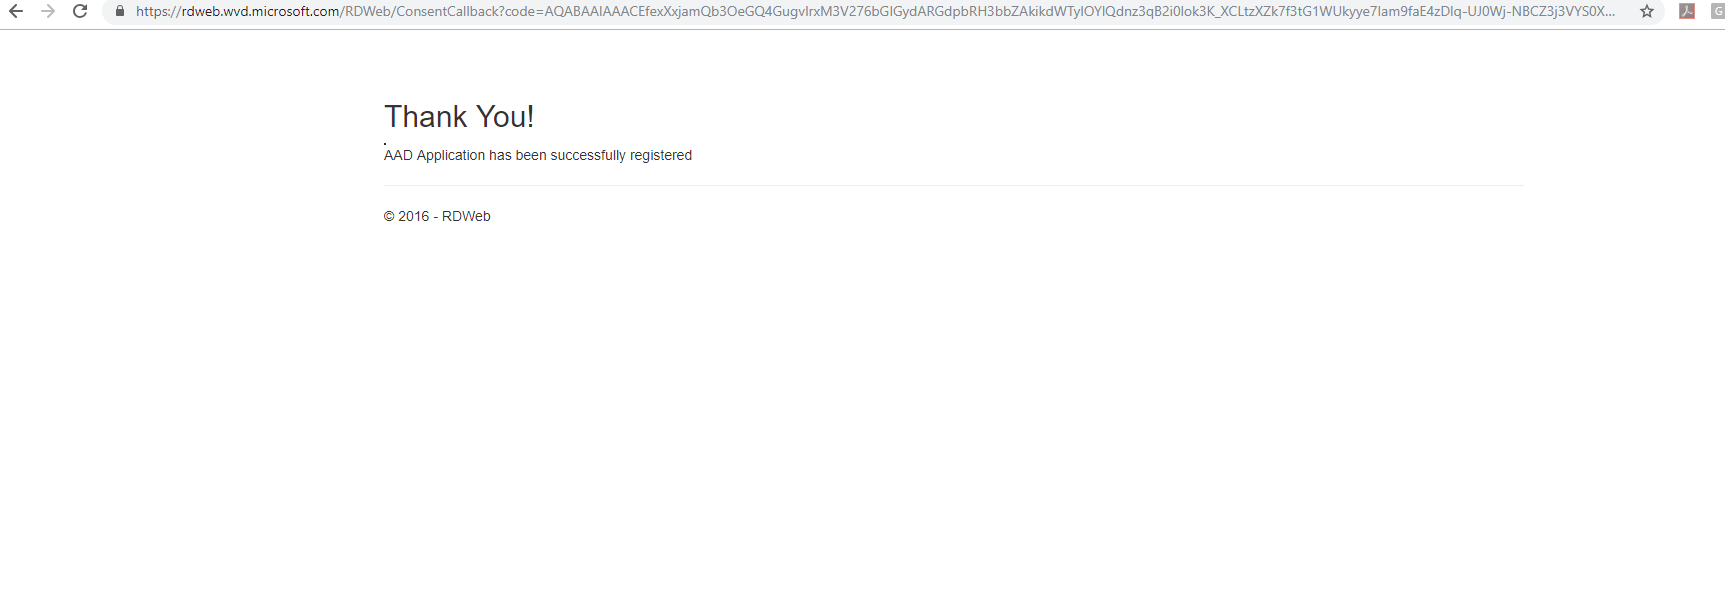 https://rdweb.wvd.microsoft.com/RDWeb/ConsentCallback?code=AQABAAIAAACEfexXxjamQb3OeGQ4GugvIrxM3V276bGIGydARGdpbRH3bbZAkikdWTyIOYIQdnz3qB2i0lok3K_XCLtzXZk7f3tG1WUkyye7Iam9faE4zDlq-UJ0Wj-NBCZ3j3VYS0X...
G
Thank You!
.
AAD Application has been successfully registered
© 2016 - RDWeb